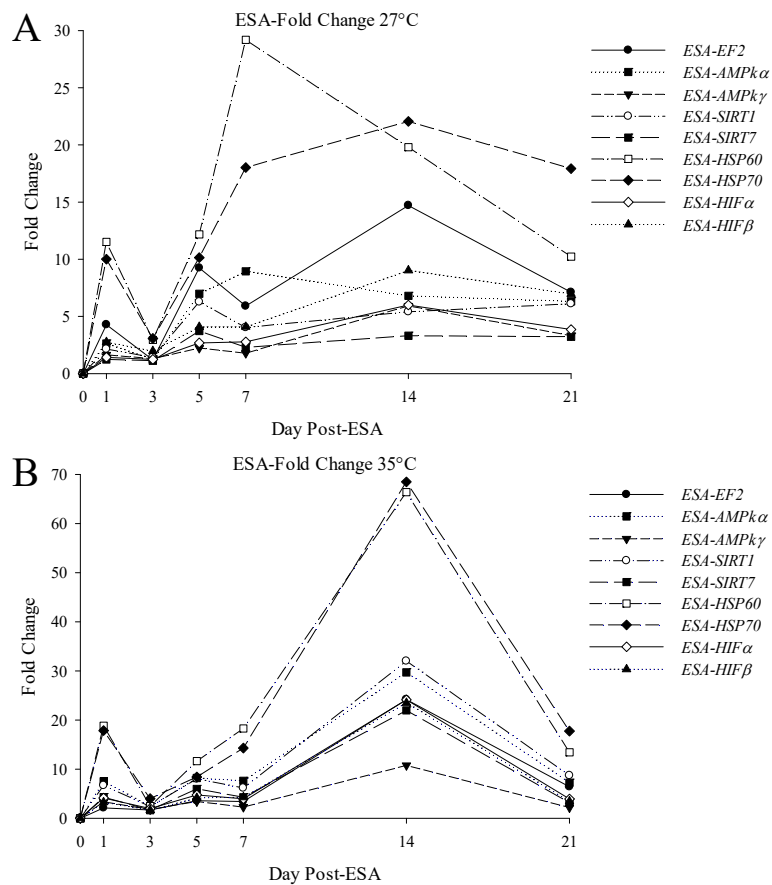 A
ESA-Fold Change 27°C
30
25
20
15
10
5
0
Fold Change
0 1 3 5 7 14 21
Day Post-ESA
ESA-EF2
ESA-AMPkα
ESA-AMPkγ
ESA-SIRT1
ESA-SIRT7
ESA-HSP60
ESA-HSP70
ESA-HIFα
ESA-HIFβ
B
ESA-Fold Change 35°C
70
60
50
40
30
20
10
0
Fold Change
0 1 3 5 7 14 21
Day Post-ESA
ESA-EF2
ESA-AMPkα
ESA-AMPkγ
ESA-SIRT1
ESA-SIRT7
ESA-HSP60
ESA-HSP70
ESA-HIFα
ESA-HIFβ